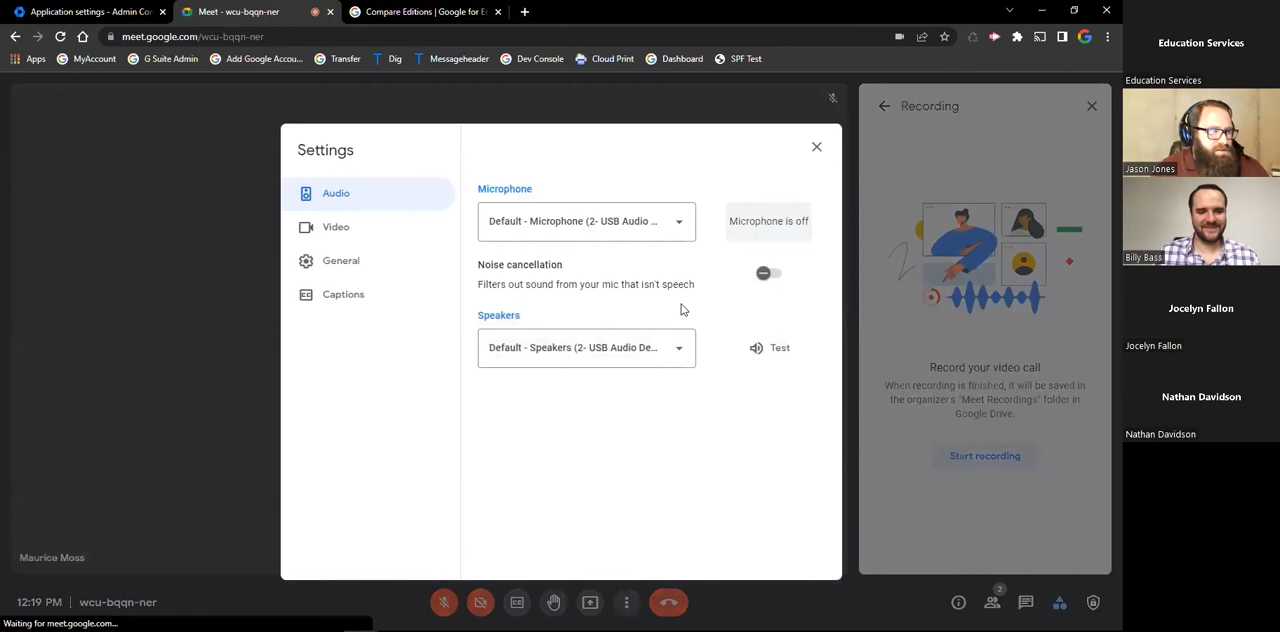 Application settings - Admin Co
Meet - wcu-bqqn-ner
Compare Editions | Google for E
meet.google.com/wcu-bqqn-ner
Apps
MyAccount
G Suite Admin
Add Google Accou...
Transfer
Dig
Messageheader
Dev Console
Cloud Print
Dashboard
SPF Test
Settings
Audio
Video
General
Captions
Microphone
Default - Microphone (2- USB Audio ...
Microphone is off
Noise cancellation
Filters out sound from your mic that isn't speech
Speakers
Default - Speakers (2- USB Audio De...
Test
Recording
Record your video call
When recording is finished, it will be saved in
the organizer's "Meet Recordings" folder in
Google Drive.
Start recording
Maurice Moss
12:19 PM | wcu-bqqn-ner
2
Waiting for meet.google.com...
Education Services
Education Services
Jason Jones
Billy Bass
Jocelyn Fallon
Jocelyn Fallon
Nathan Davidson
Nathan Davidson